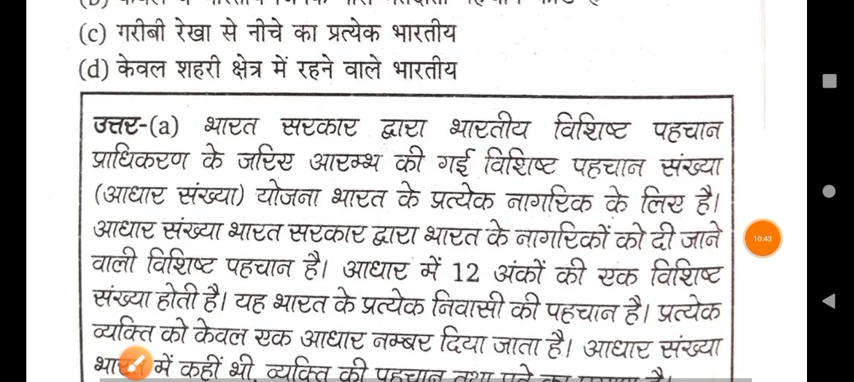 (c) गरीबी रेखा से नीचे का प्रत्येक भारतीय
(d) केवल शहरी क्षेत्र में रहने वाले भारतीय
उत्तर-(a) भारत सरकार द्वारा भारतीय विशिष्ट पहचान
प्राधिकरण के जरिए आरम्भ की गई विशिष्ट पहचान संख्या
(आधार संख्या) योजना भारत के प्रत्येक नागरिक के लिए है।
आधार संख्या भारत सरकार द्वारा भारत के नागरिकों को दी जाने
वाली विशिष्ट पहचान है। आधार में 12 अंकों की एक विशिष्ट
संख्या होती है। यह भारत के प्रत्येक निवासी की पहचान है। प्रत्येक
व्यक्ति को केवल एक आधार नम्बर दिया जाता है। आधार संख्या
में कहीं भी, व्यक्ति की पहचान तथा
10:43